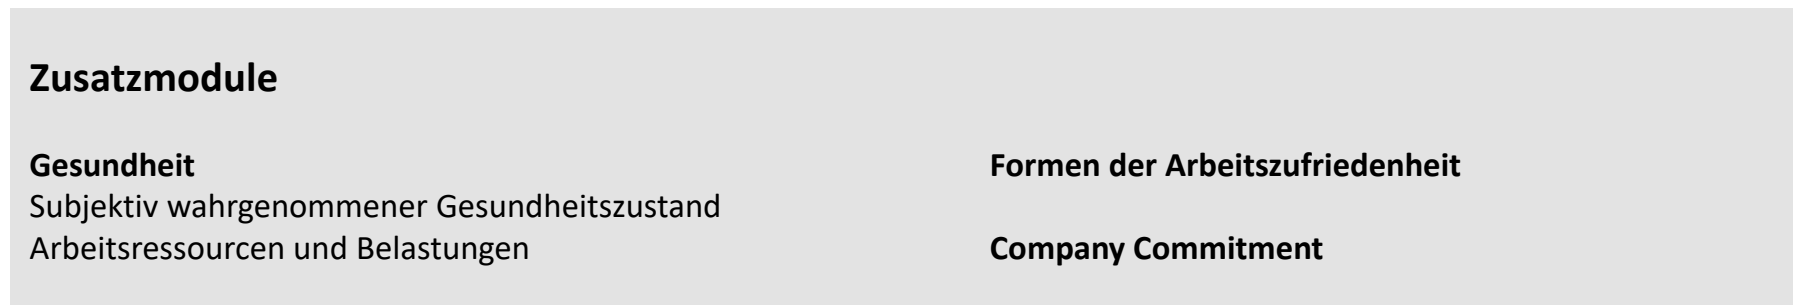 Zusatzmodule
Gesundheit
Subjektiv wahrgenommener Gesundheitszustand
Arbeitsressourcen und Belastungen
Formen der Arbeitszufriedenheit
Company Commitment